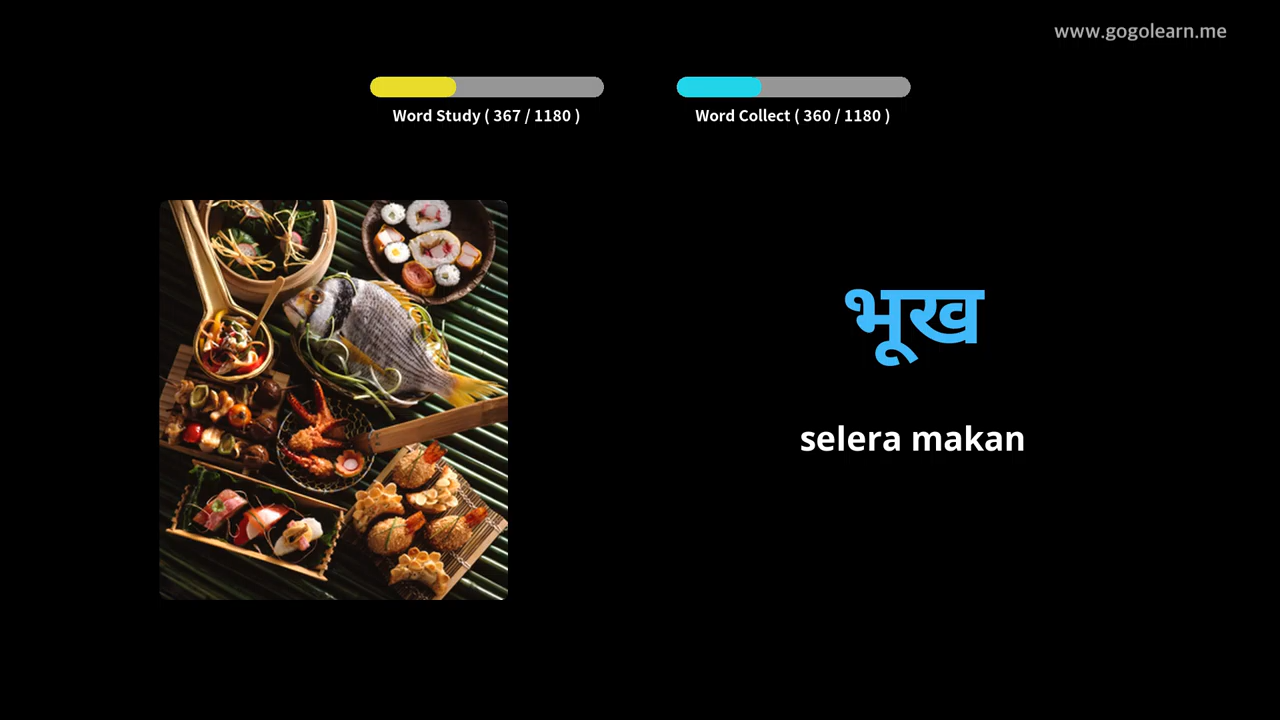 www.gogolearn.me
Word Study ( 367 / 1180 )
Word Collect ( 360 / 1180 )
भूख
selera makan